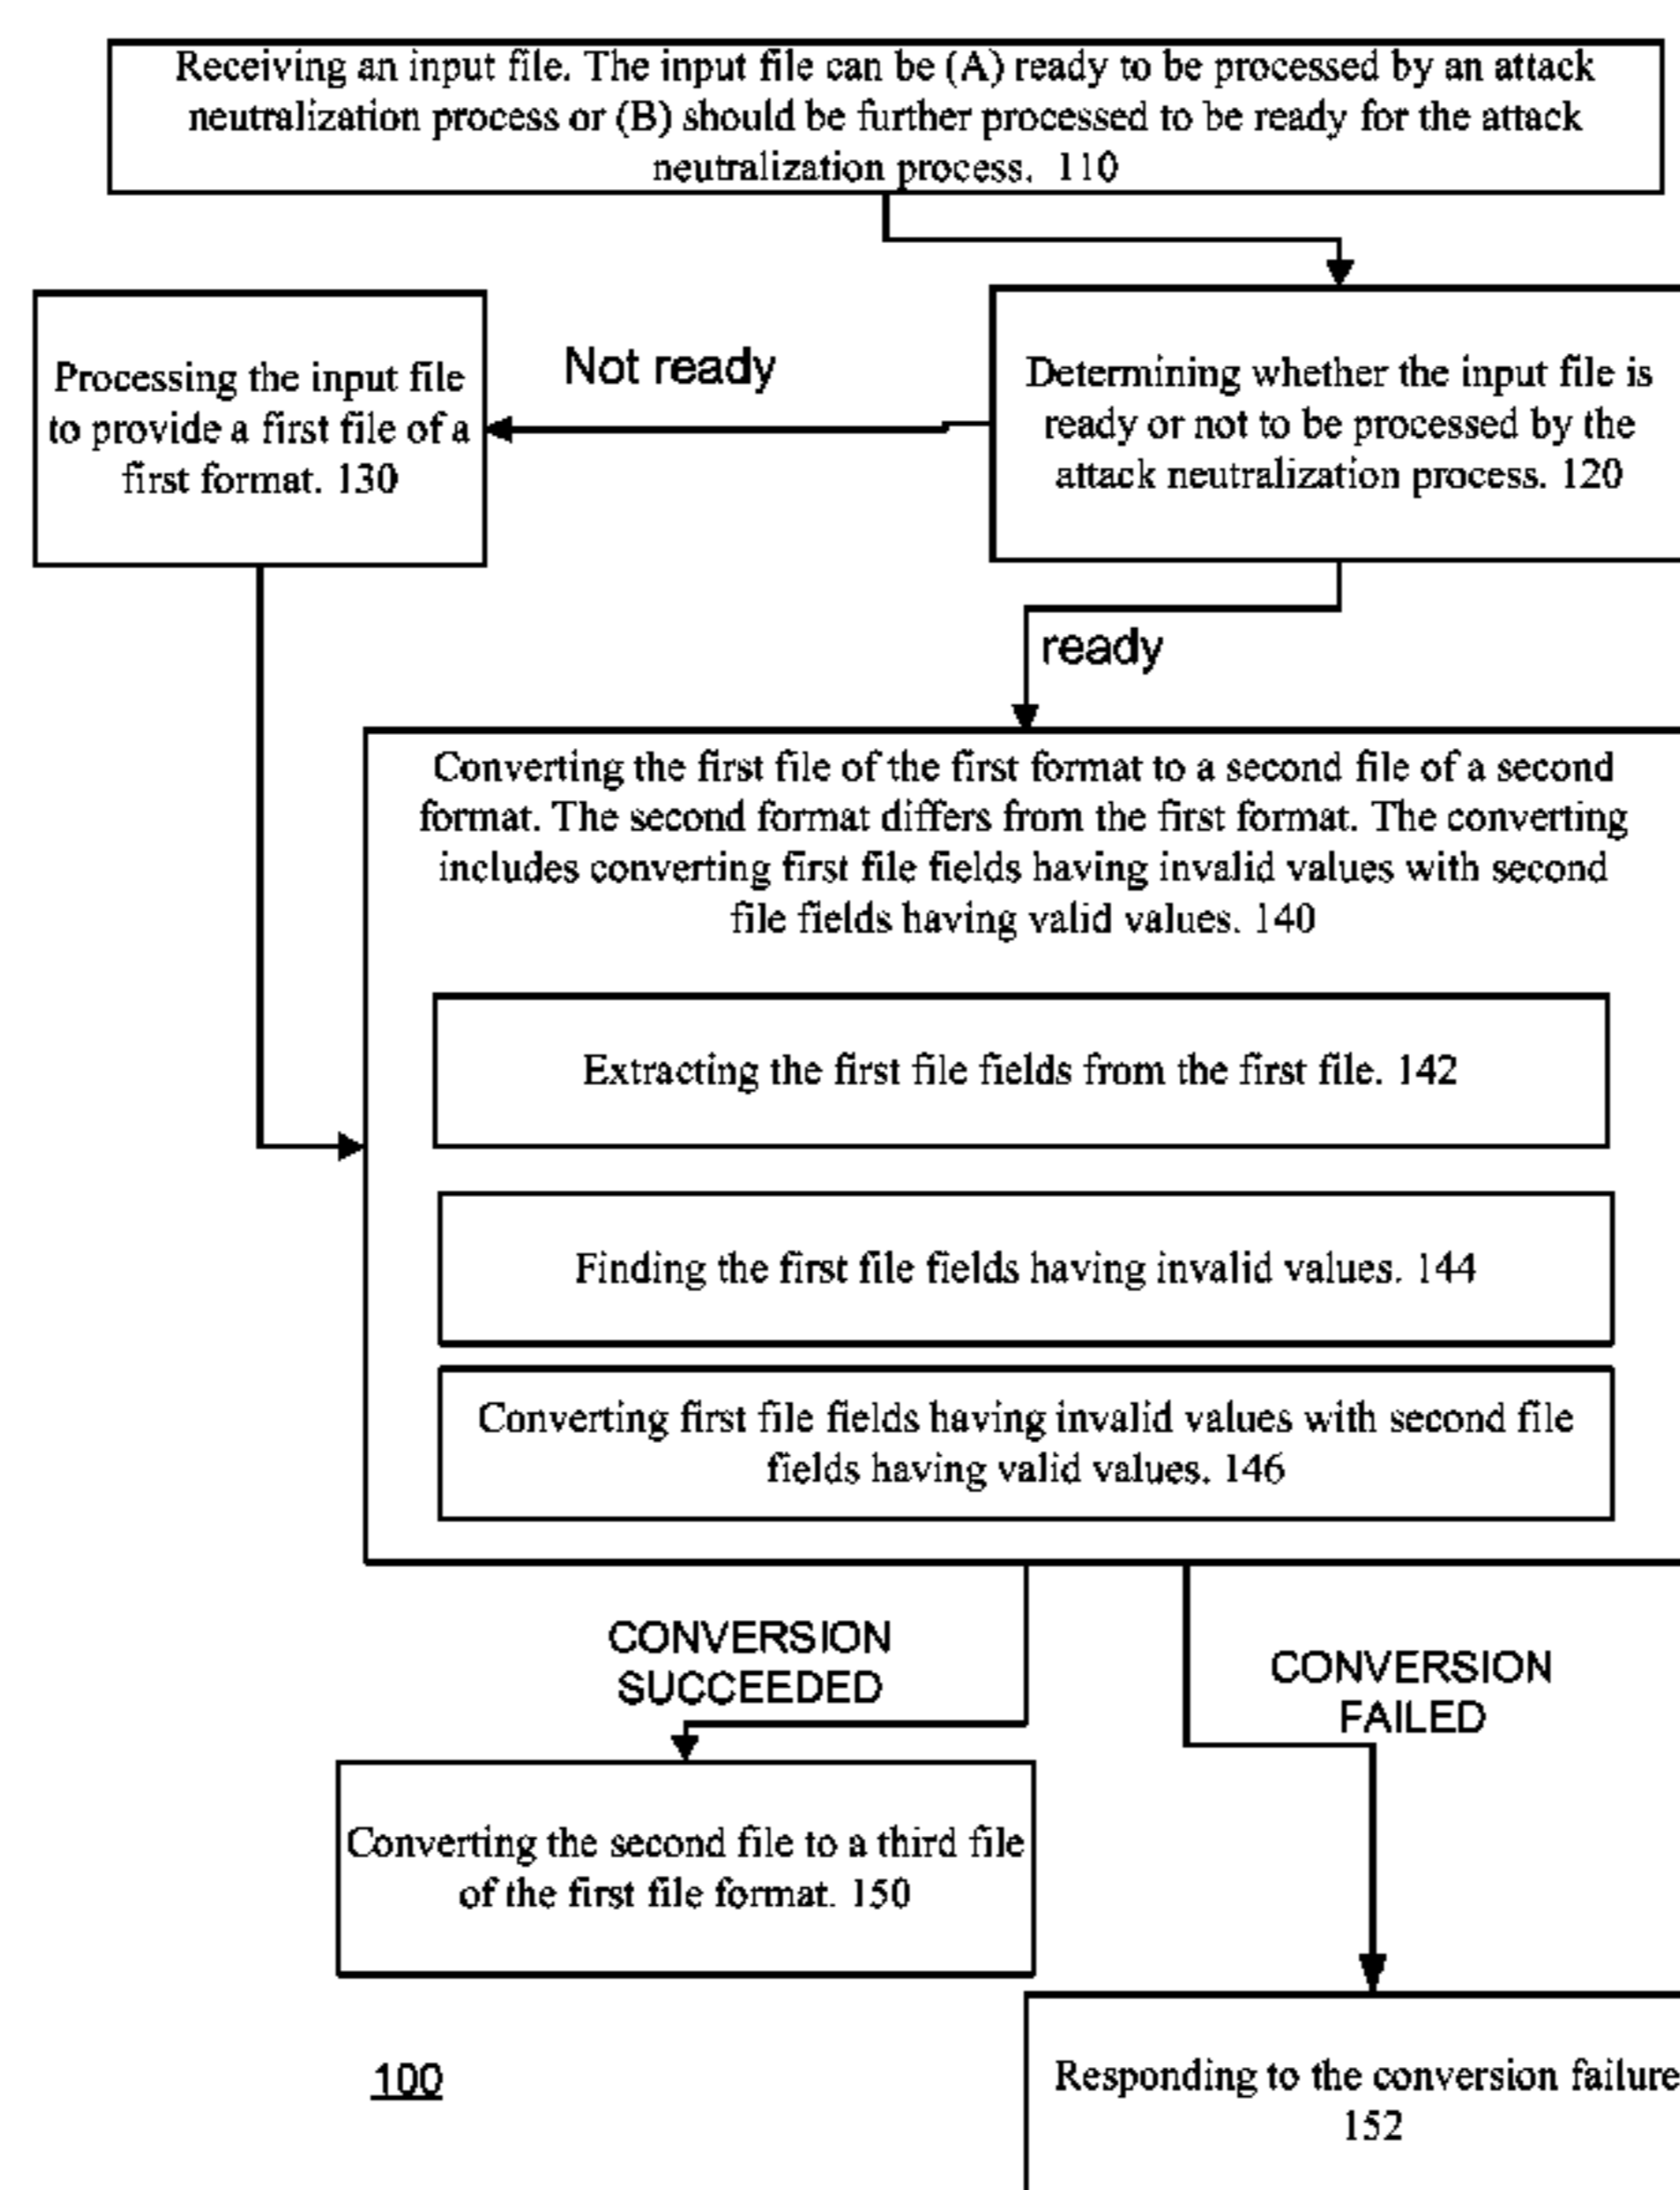 Receiving an input file. The input file can be (A) ready to be processed by an attack
neutralization process or (B) should be further processed to be ready for the attack
neutralization process. 110
Not ready
Processing the input file
to provide a first file of a
first format. 130
Determining whether the input file is
ready or not to be processed by the
attack neutralization process. 120
ready
Converting the first file of the first format to a second file of a second
format. The second format differs from the first format. The converting
includes converting first file fields having invalid values with second
file fields having valid values. 140
Extracting the first file fields from the first file. 142
Finding the first file fields having invalid values. 144
Converting first file fields having invalid values with second file
fields having valid values. 146
CONVERSION
SUCCEEDED
CONVERSION
FAILED
Converting the second file to a third file
of the first file format. 150
100
Responding to the conversion failure
152